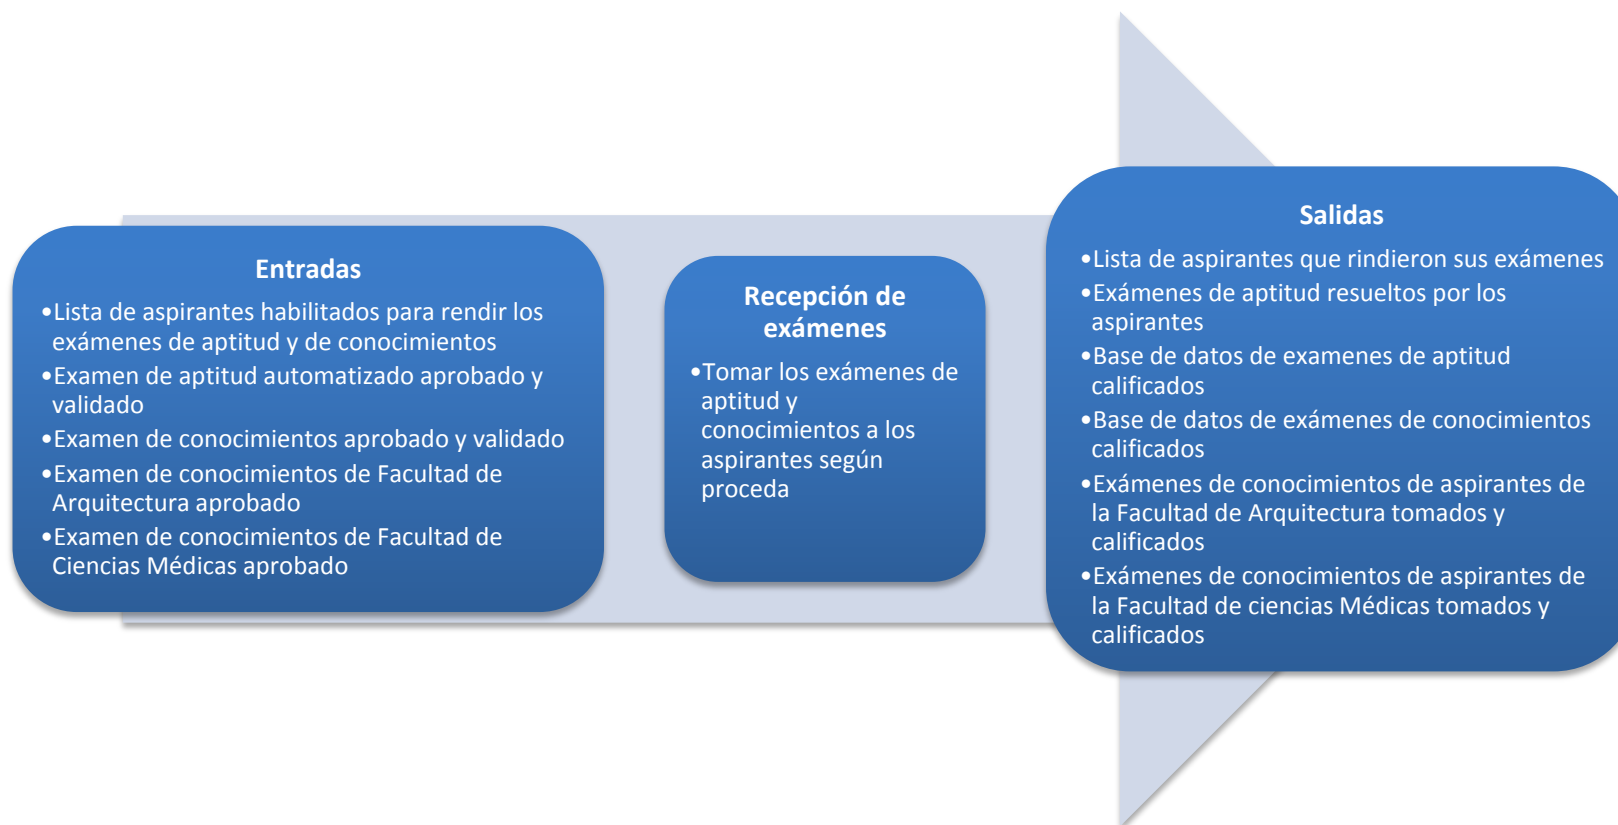 Entradas
•Lista de aspirantes habilitados para rendir los
exámenes de aptitud y de conocimientos
•Examen de aptitud automatizado aprobado y
validado
•Examen de conocimientos aprobado y validado
•Examen de conocimientos de Facultad de
Arquitectura aprobado
•Examen de conocimientos de Facultad de
Ciencias Médicas aprobado
Recepción de
exámenes
•Tomar los exámenes de
aptitud y
conocimientos a los
aspirantes según
proceda
Salidas
•Lista de aspirantes que rindieron sus exámenes
•Exámenes de aptitud resueltos por los
aspirantes
•Base de datos de examenes de aptitud
calificados
•Base de datos de exámenes de conocimientos
calificados
•Exámenes de conocimientos de aspirantes de
la Facultad de Arquitectura tomados y
calificados
•Exámenes de conocimientos de aspirantes de
la Facultad de ciencias Médicas tomados y
calificados